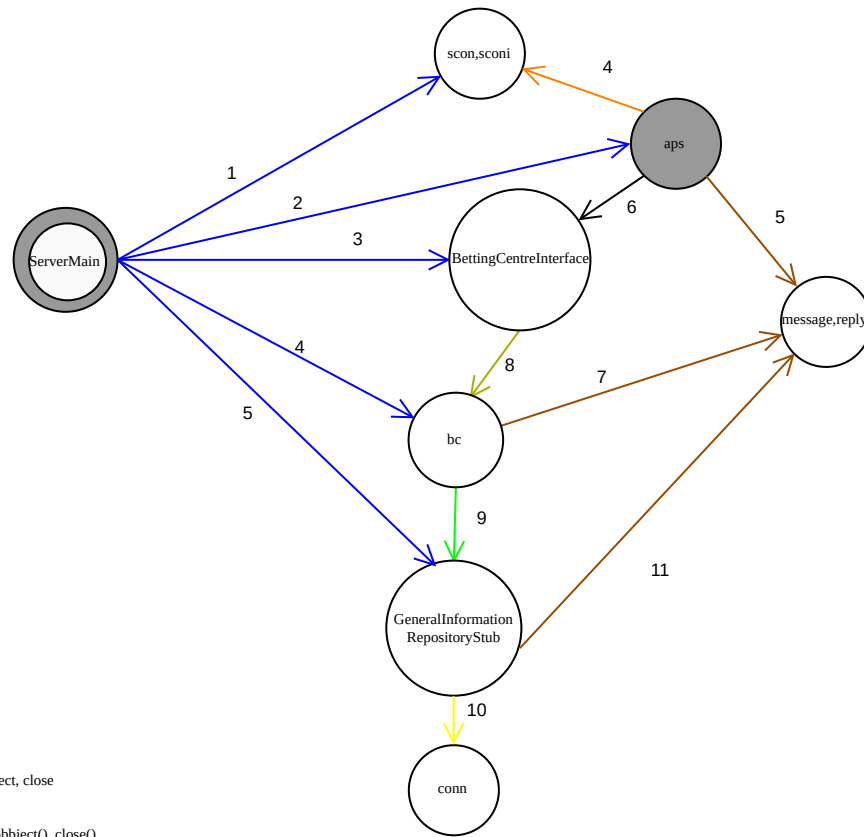 scon,sconi
4
aps
1
2
6
5
3
ServerMain
BettingCentreInterface
message,reply
4
8
7
5
bc
9
11
GeneralInformation
RepositoryStub
10
conn
close
close()